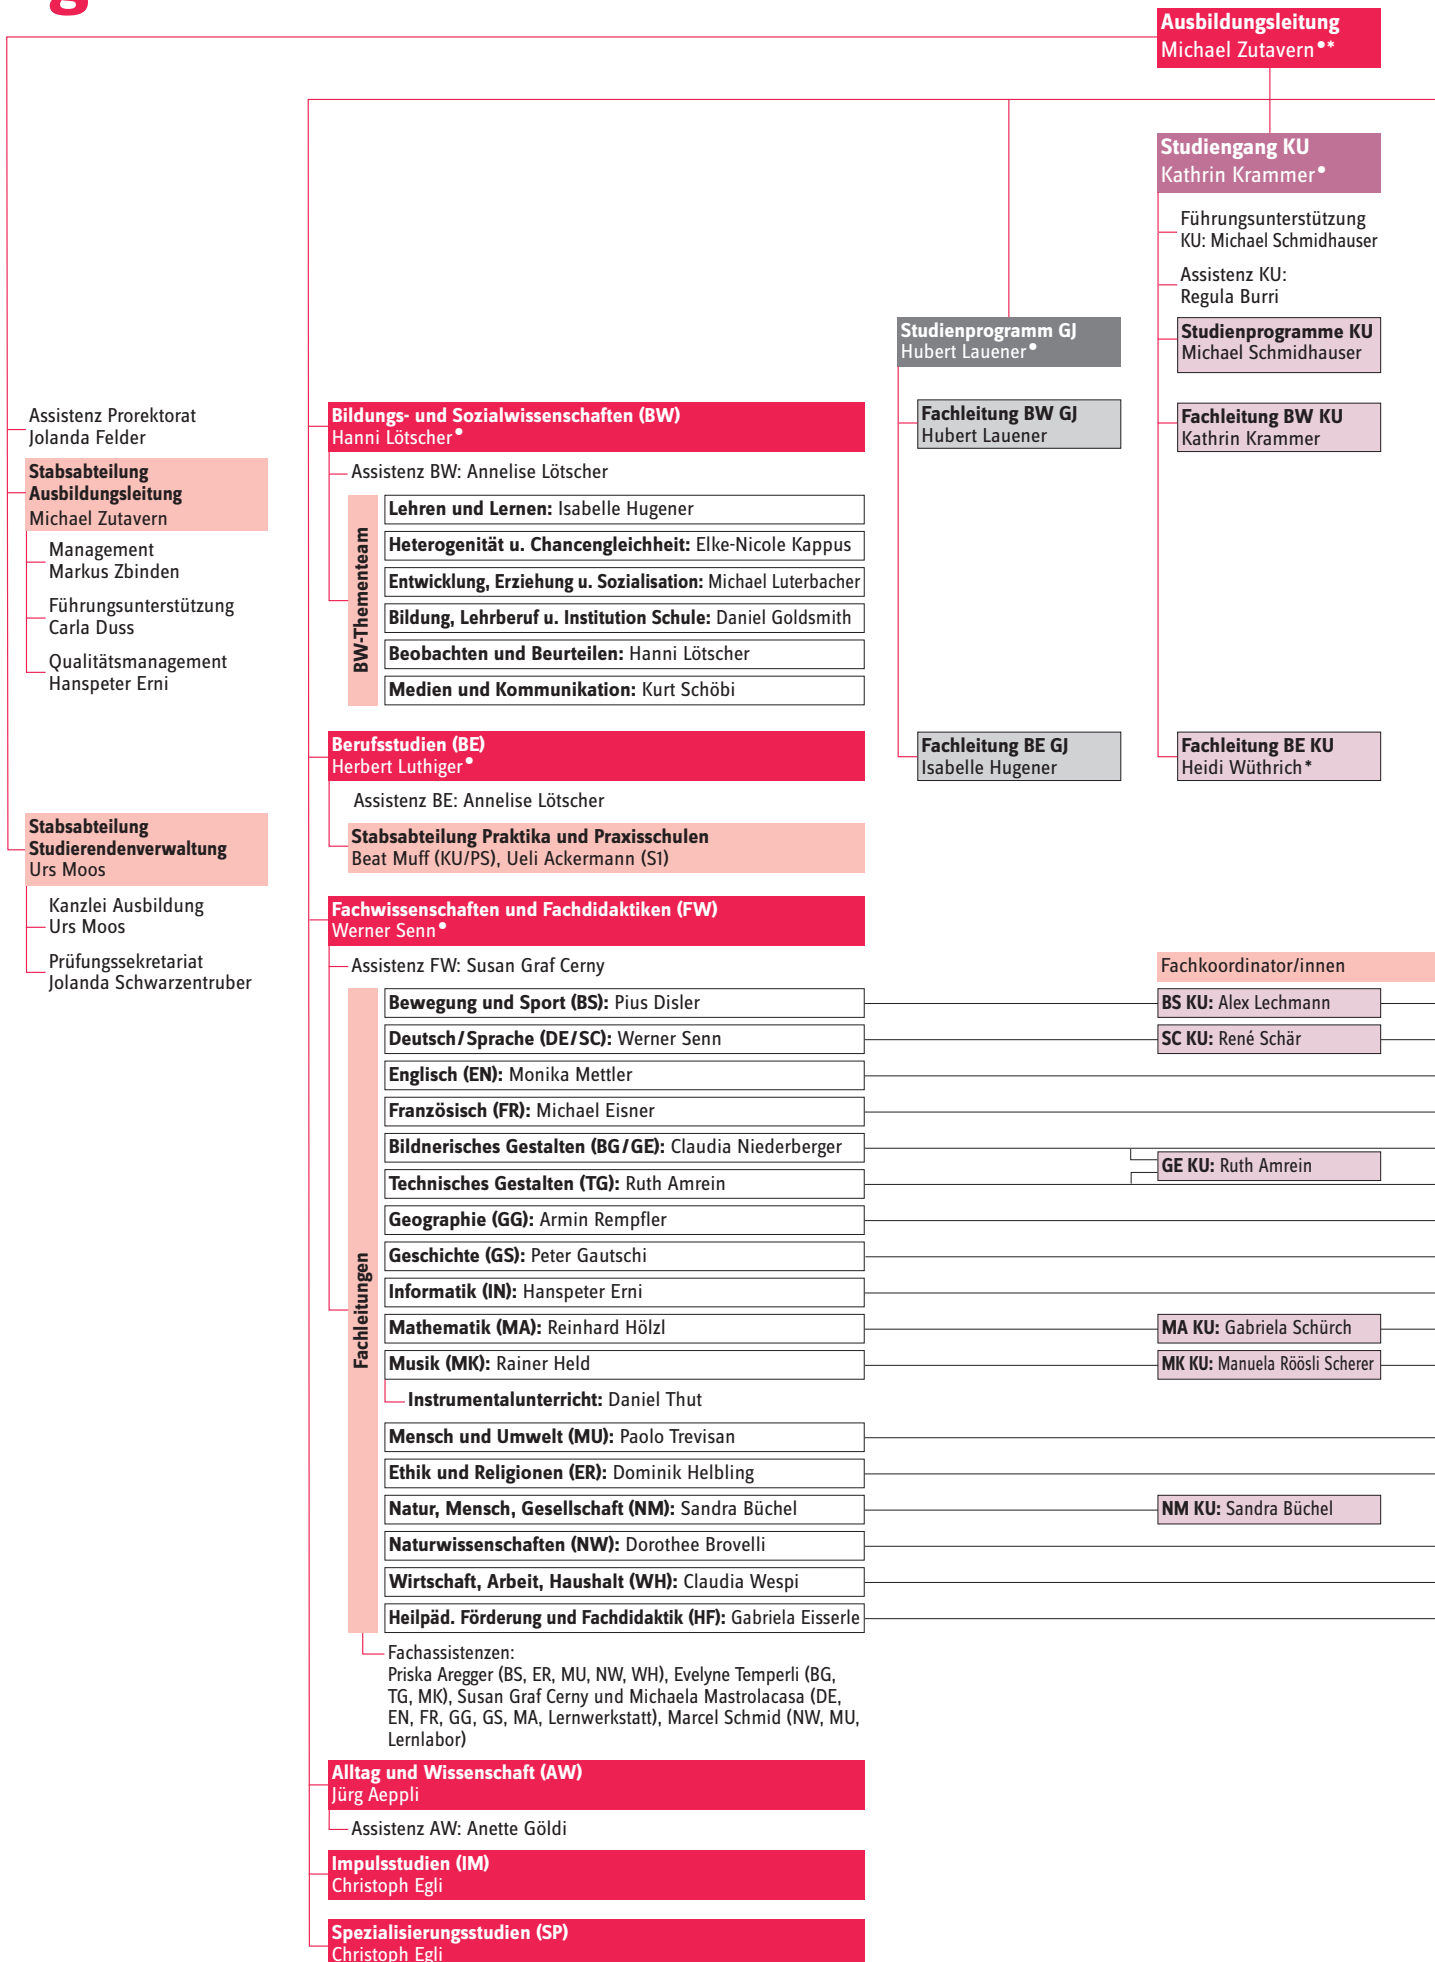 g
Ausbildungsleitung
Michael Zutavern•*
Studiengang KU
Kathrin Krammer•
Führungsunterstützung
KU: Michael Schmidhauser
Assistenz KU:
Regula Burri
Studienprogramme KU
Michael Schmidhauser
Fachleitung BW KU
Kathrin Krammer
Fachleitung BE KU
Heidi Wüthrich*
Studienprogramm GJ
Hubert Lauener•
Fachleitung BW GJ
Hubert Lauener
Fachleitung BE GJ
Isabelle Hugener
Assistenz Prorektorat
Jolanda Felder
Stabsabteilung
Ausbildungsleitung
Michael Zutavern
Management
Markus Zbinden
Führungsunterstützung
Carla Duss
Qualitätsmanagement
Hanspeter Erni
Stabsabteilung
Studierendenverwaltung
Urs Moos
Kanzlei Ausbildung
Urs Moos
Prüfungssekretariat
Jolanda Schwarzentruber
Bildungs- und Sozialwissenschaften (BW)
Hanni Lötscher•
Assistenz BW: Annelise Lötscher
BW-Thementeam
Lehren und Lernen: Isabelle Hugener
Heterogenität u. Chancengleichheit: Elke-Nicole Kappus
Entwicklung, Erziehung u. Sozialisation: Michael Luterbacher
Bildung, Lehrberuf u. Institution Schule: Daniel Goldsmith
Beobachten und Beurteilen: Hanni Lötscher
Medien und Kommunikation: Kurt Schöbi
Berufsstudien (BE)
Herbert Luthiger•
Assistenz BE: Annelise Lötscher
Stabsabteilung Praktika und Praxisschulen
Beat Muff (KU/PS), Ueli Ackermann (S1)
Fachwissenschaften und Fachdidaktiken (FW)
Werner Senn•
Assistenz FW: Susan Graf Cerny
Fachkoordinator/innen
Fachleitungen
Bewegung und Sport (BS): Pius Disler
BS KU: Alex Lechmann
Deutsch/Sprache (DE/SC): Werner Senn
SC KU: René Schär
Englisch (EN): Monika Mettler
Französisch (FR): Michael Eisner
Bildnerisches Gestalten (BG/GE): Claudia Niederberger
GE KU: Ruth Amrein
Technisches Gestalten (TG): Ruth Amrein
Geographie (GG): Armin Rempfler
Geschichte (GS): Peter Gautschi
Informatik (IN): Hanspeter Erni
Mathematik (MA): Reinhard Hölzl
MA KU: Gabriela Schürch
Musik (MK): Rainer Held
MK KU: Manuela Röösli Scherer
Instrumentalunterricht: Daniel Thut
Mensch und Umwelt (MU): Paolo Trevisan
Ethik und Religionen (ER): Dominik Helbling
Natur, Mensch, Gesellschaft (NM): Sandra Büchel
NM KU: Sandra Büchel
Naturwissenschaften (NW): Dorothee Brovelli
Wirtschaft, Arbeit, Haushalt (WH): Claudia Wespi
Heilpäd. Förderung und Fachdidaktik (HF): Gabriela Eisserle
Fachassistenzen:
Priska Aregger (BS, ER, MU, NW, WH), Evelyne Temperli (BG,
TG, MK), Susan Graf Cerny und Michaela Mastrolacasa (DE,
EN, FR, GG, GS, MA, Lernwerkstatt), Marcel Schmid (NW, MU,
Lernlabor)
Alltag und Wissenschaft (AW)
Jürg Aeppli
Assistenz AW: Anette Göldi
Impulsstudien (IM)
Christoph Egli
Spezialisierungsstudien (SP)
Christoph Egli